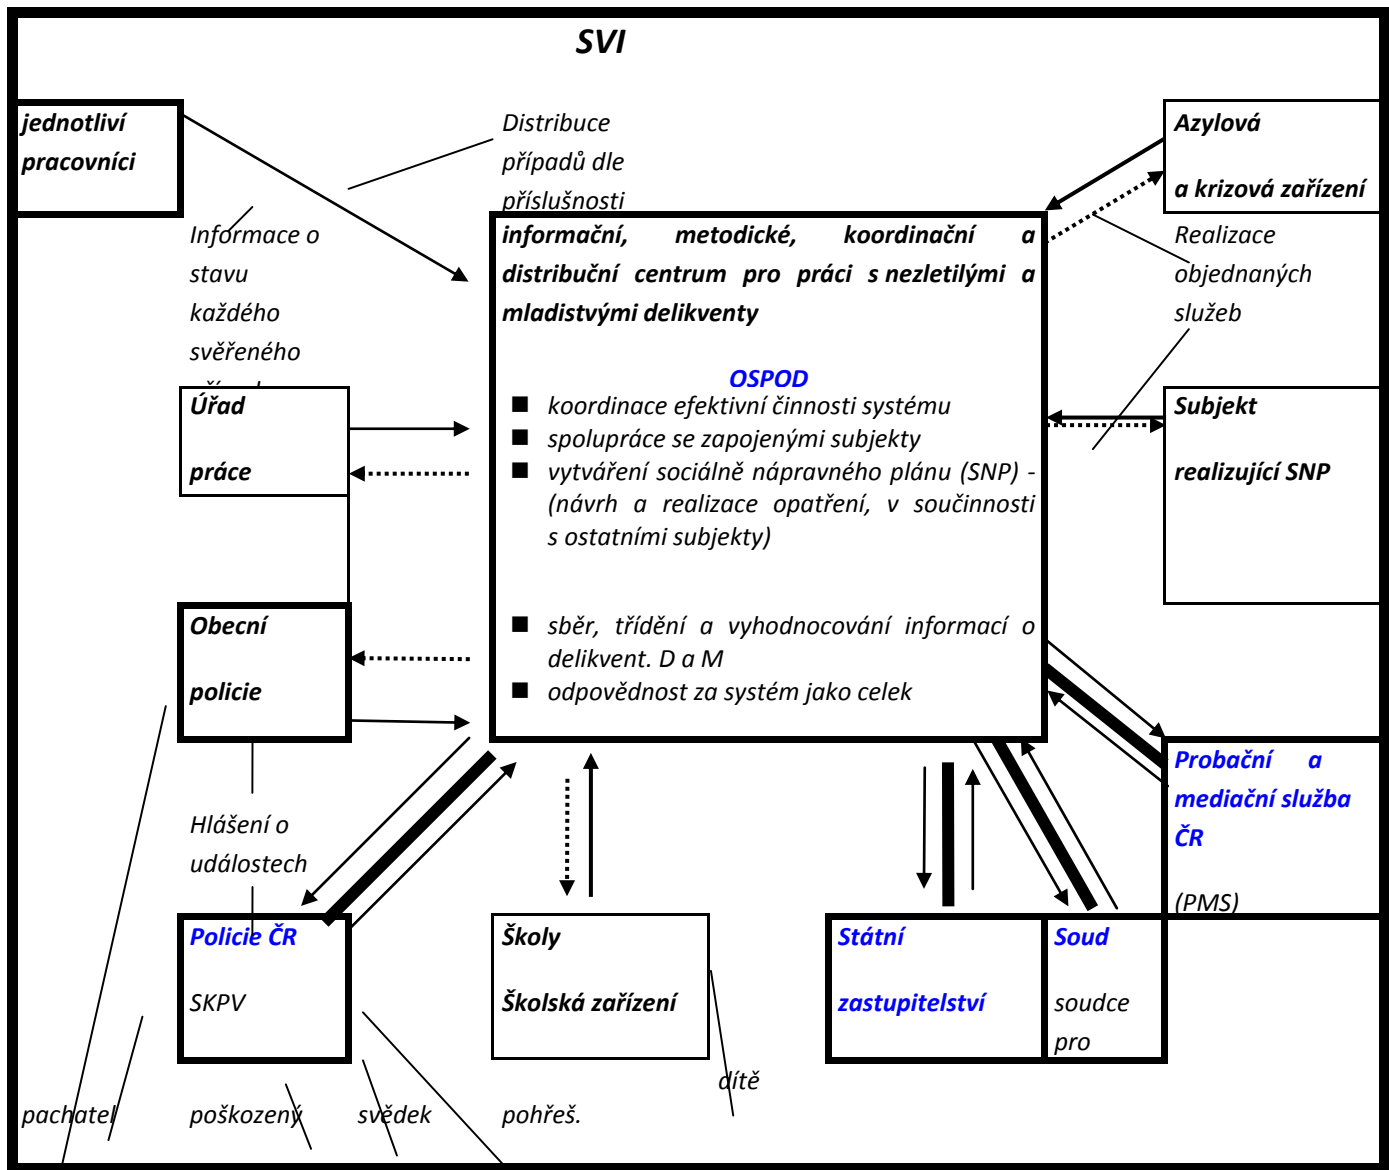 SVI
jednotliví
pracovníci
Distribuce
případů dle
příslušnosti
Azylová
a krizová zařízení
Informace o
stavu
každého
svěřeného
informační, metodické, koordinační a
distribuční centrum pro práci s nezletilými a
mladistvými delikventy
OSPOD
■ koordinace efektivní činnosti systému
■ spolupráce se zapojenými subjekty
■ vytváření sociálně nápravného plánu (SNP) -
(návrh a realizace opatření, v součinnosti
s ostatními subjekty)
■ sběr, třídění a vyhodnocování informací o
delikvent. D a M
■ odpovědnost za systém jako celek
Realizace
objednaných
služeb
Úřad
práce
Subjekt
realizující SNP
Obecní
policie
Hlášení o
událostech
Probační a
mediační služba
ČR
(PMS)
Policie ČR
SKPV
Školy
Školská zařízení
Státní
zastupitelství
Soud
soudce
pro
dítě
pachatel
poškozený
svědek
pohřeš.